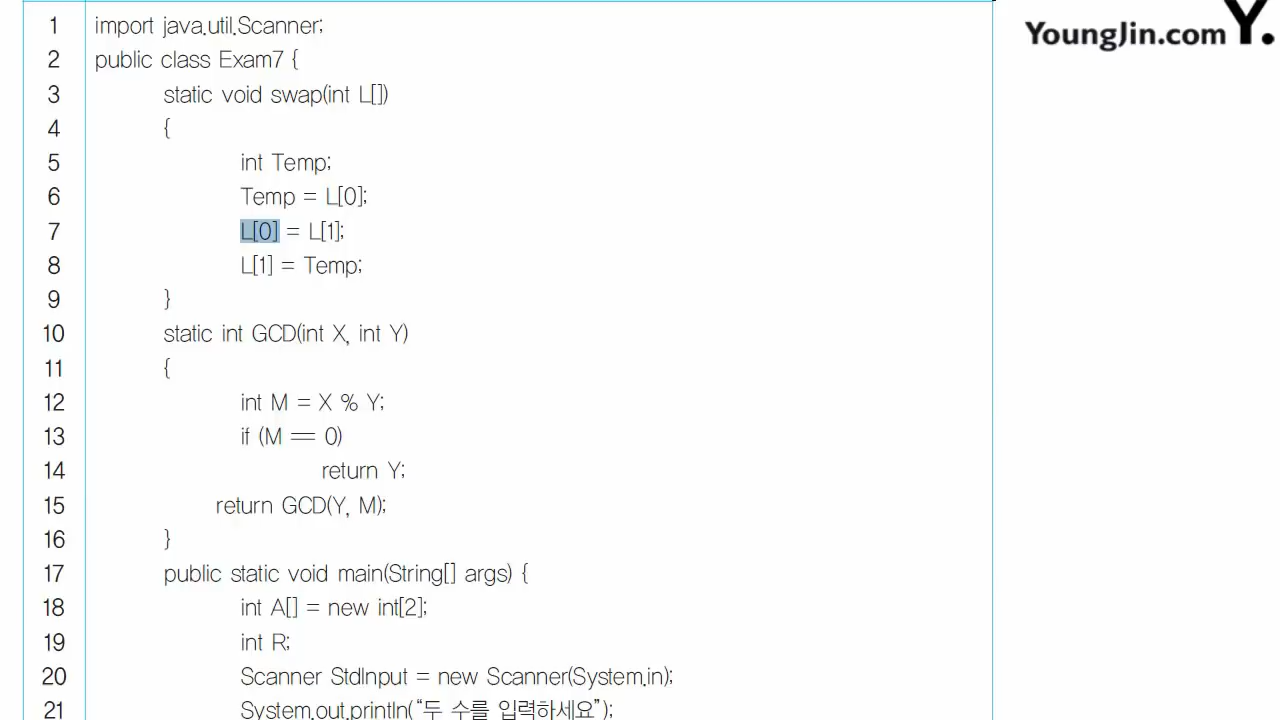 1 import java.util.Scanner;
2 public class Exam7 {
3 static void swap(int L[])
4 {
5 int Temp;
6 Temp = L[0];
7 L[0] = L[1];
8 L[1] = Temp;
9 }
10 static int GCD(int X, int Y)
11 {
12 int M = X % Y;
13 if (M == 0)
14 return Y;
15 return GCD(Y, M);
16 }
17 public static void main(String[] args) {
18 int A[] = new int[2];
19 int R;
20 Scanner StdInput = new Scanner(System.in);
21 System.out.println(“두 수를 입력하세요”);
YoungJin.com Y.